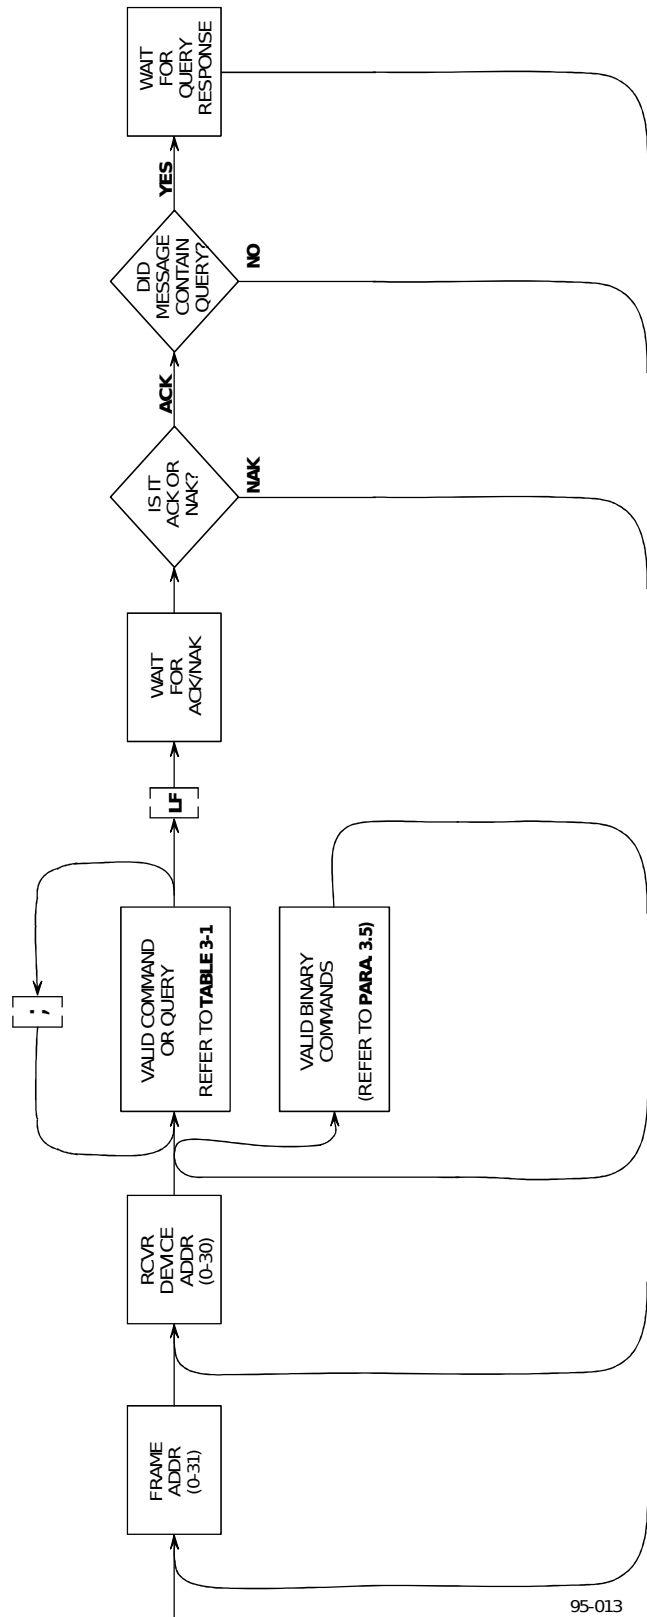 FRAME
ADDR
(0-31)
RCVR
DEVICE
ADDR
(0-30)
;
VALID COMMAND
OR QUERY
REFER TO TABLE 3-1
VALID BINARY
COMMANDS
(REFER TO PARA. 3.5)
LF
WAIT
FOR
ACK/NAK
IS IT
ACK OR
NAK?
ACK
NAK
DID
MESSAGE
CONTAIN
QUERY?
YES
NO
WAIT
FOR
QUERY
RESPONSE
95-013